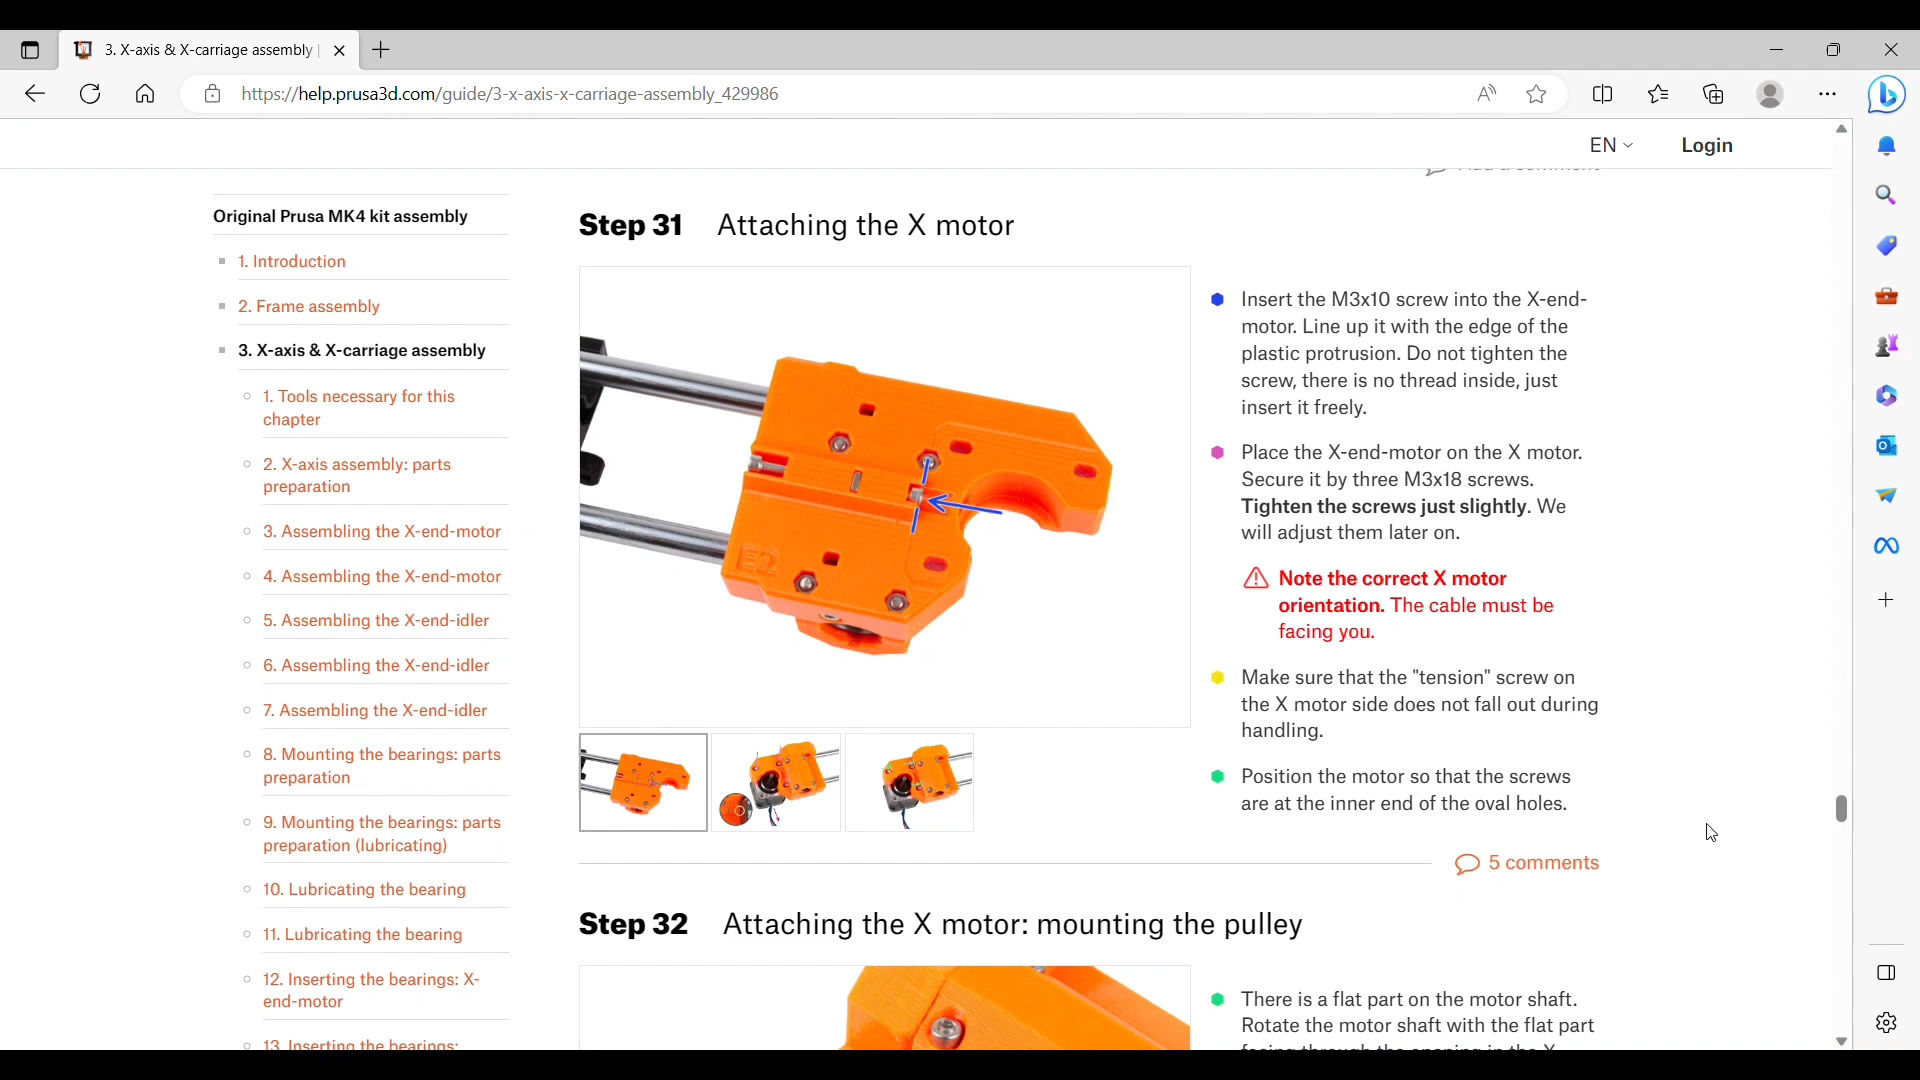 3. X-axis & X-carriage assembly |
https://help.prusa3d.com/guide/3-x-axis-x-carriage-assembly_429986
EN
Login
Original Prusa MK4 kit assembly
1. Introduction
2. Frame assembly
3. X-axis & X-carriage assembly
1. Tools necessary for this
chapter
2. X-axis assembly: parts
preparation
3. Assembling the X-end-motor
4. Assembling the X-end-motor
5. Assembling the X-end-idler
6. Assembling the X-end-idler
7. Assembling the X-end-idler
8. Mounting the bearings: parts
preparation
9. Mounting the bearings: parts
preparation (lubricating)
10. Lubricating the bearing
11. Lubricating the bearing
12. Inserting the bearings: X-
end-motor
13. Inserting the bearings:
Step 31 Attaching the X motor
E2
Insert the M3x10 screw into the X-end-
motor. Line up it with the edge of the
plastic protrusion. Do not tighten the
screw, there is no thread inside, just
insert it freely.
Place the X-end-motor on the X motor.
Secure it by three M3x18 screws.
Tighten the screws just slightly. We
will adjust them later on.
Note the correct X motor
orientation. The cable must be
facing you.
Make sure that the "tension" screw on
the X motor side does not fall out during
handling.
Position the motor so that the screws
are at the inner end of the oval holes.
5 comments
Step 32 Attaching the X motor: mounting the pulley
There is a flat part on the motor shaft.
Rotate the motor shaft with the flat part